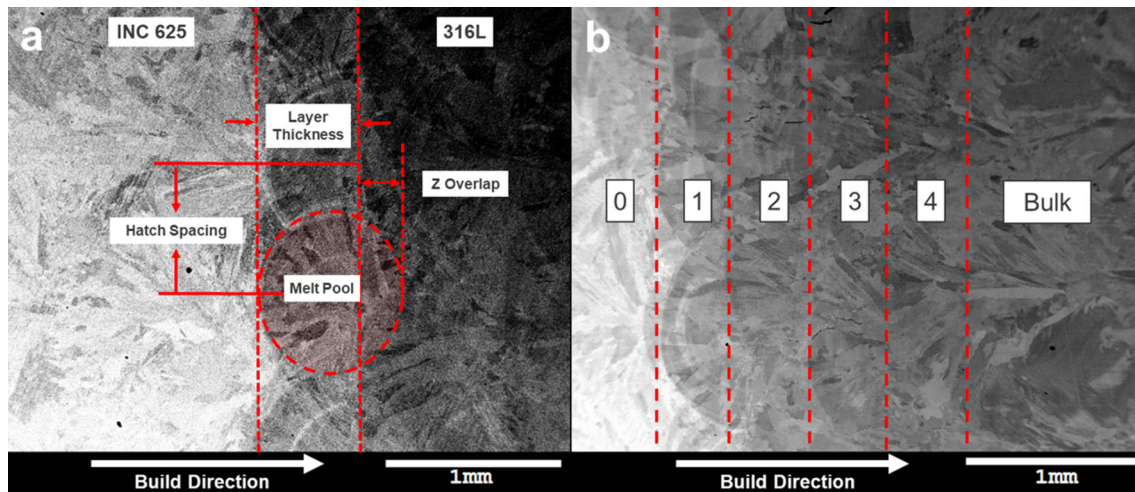 a
INC 625
316L
Layer
Thickness
Z Overlap
Hatch Spacing
Melt Pool
Build Direction
1mm
b
0
1
2
3
4
Bulk
Build Direction
1mm